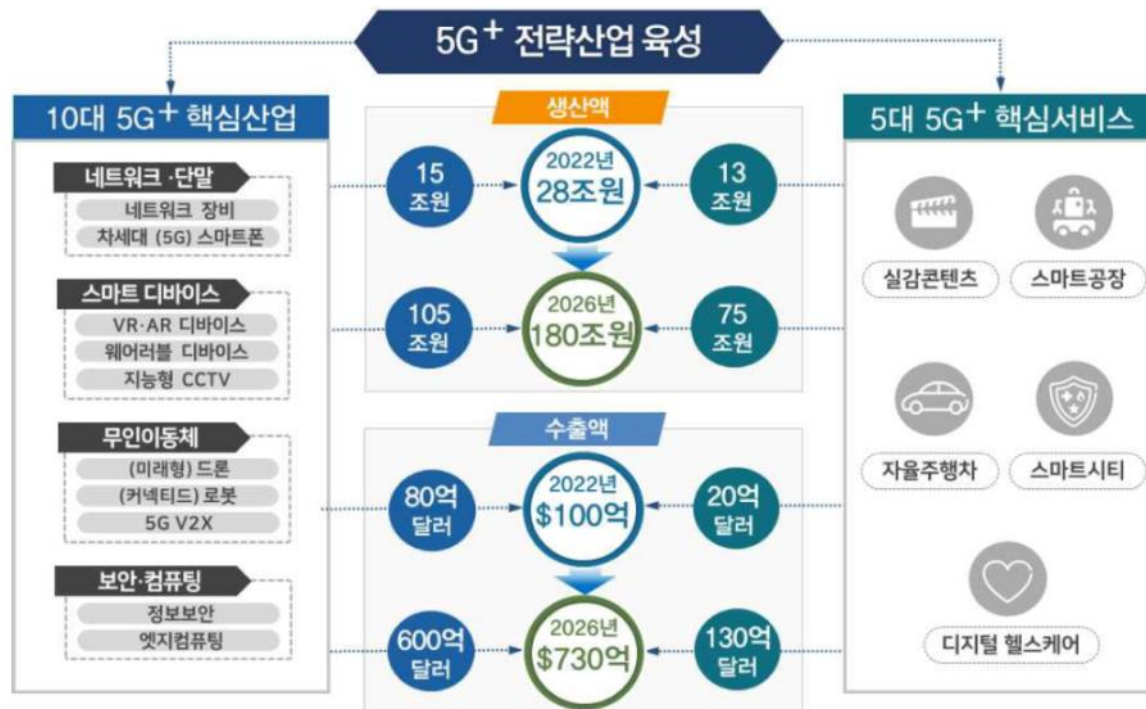 5G⁺ 전략산업 육성
10대 5G⁺ 핵심산업
네트워크·단말
네트워크 장비
차세대 (5G) 스마트폰
스마트 디바이스
VR·AR 디바이스
웨어러블 디바이스
지능형 CCTV
무인이동체
(미래형) 드론
(커넥티드) 로봇
5G V2X
보안·컴퓨팅
정보보안
엣지컴퓨팅
생산액
15
조원
2022년
28조원
13
조원
105
조원
2026년
180조원
75
조원
수출액
80억
달러
2022년
$100억
20억
달러
600억
달러
2026년
$730억
130억
달러
5대 5G⁺ 핵심서비스
실감콘텐츠
스마트공장
자율주행차
스마트시티
디지털 헬스케어